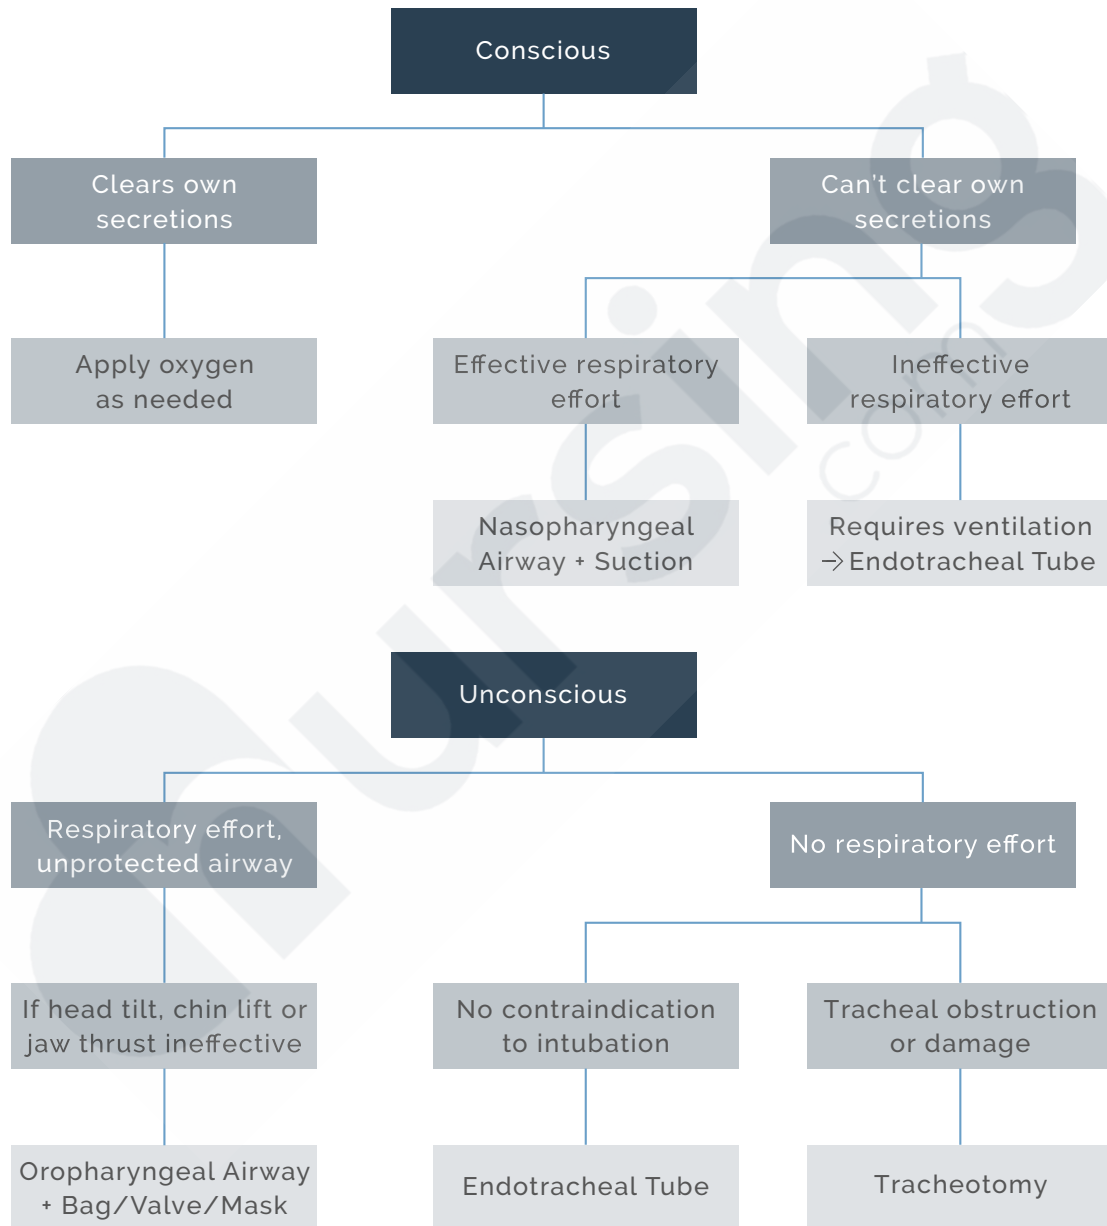 Conscious
Clears own
secretions
Can't clear own
secretions
Apply oxygen
as needed
Effective respiratory
effort
Ineffective
respiratory effort
Nasopharyngeal
Airway + Suction
Requires ventilation
→ Endotracheal Tube
Unconscious
Respiratory effort,
unprotected airway
No respiratory effort
If head tilt, chin lift or
jaw thrust ineffective
No contraindication
to intubation
Tracheal obstruction
or damage
Oropharyngeal Airway
+ Bag/Valve/Mask
Endotracheal Tube
Tracheotomy
nursing
com